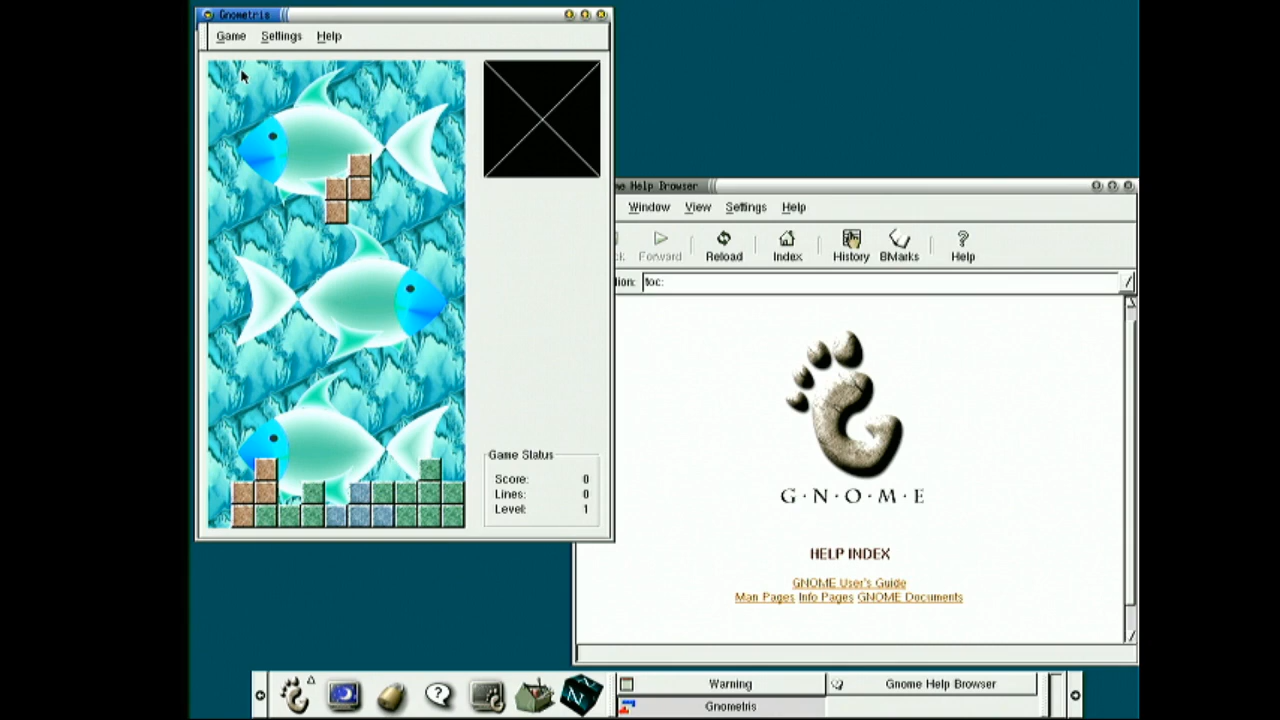 Gnometris
Game Settings Help
Game Status
Score: 0
Lines: 0
Level: 1
me Help Browser
Window View Settings Help
ck Forward Reload Index History BMarks Help
tion: toc:
G·N·O·M·E
HELP INDEX
GNOME User's Guide
Man Pages Info Pages GNOME Documents
Warning Gnome Help Browser
Gnometris